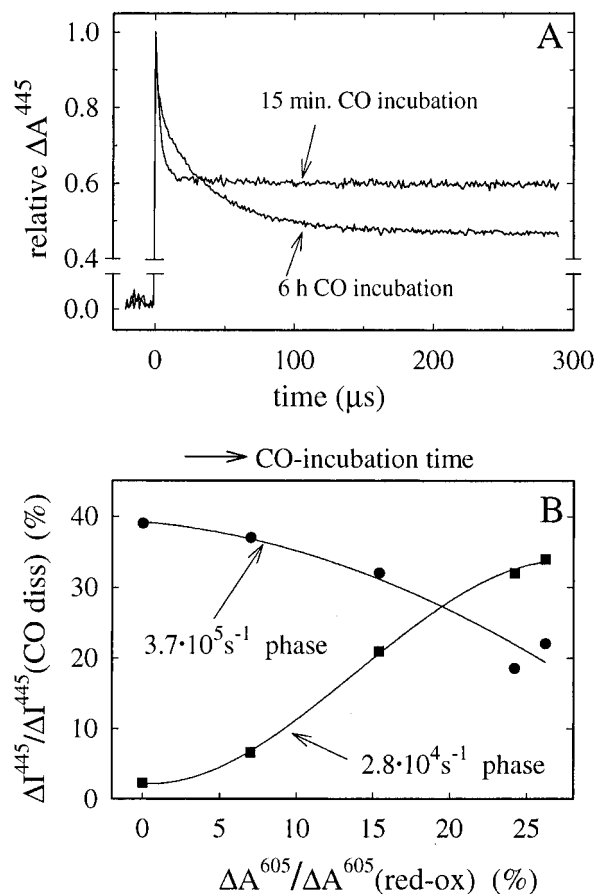 A
relative ΔA⁴⁴⁵
1.0
0.8
0.6
0.4
0.0
15 min. CO incubation
6 h CO incubation
0 100 200 300
time (μs)
→ CO-incubation time
B
ΔI⁴⁴⁵/ΔI⁴⁴⁵(CO diss) (%)
40
30
20
10
0
3.7·10⁵s⁻¹ phase
2.8·10⁴s⁻¹ phase
0 5 10 15 20 25
ΔA⁶⁰⁵/ΔA⁶⁰⁵(red-ox) (%)